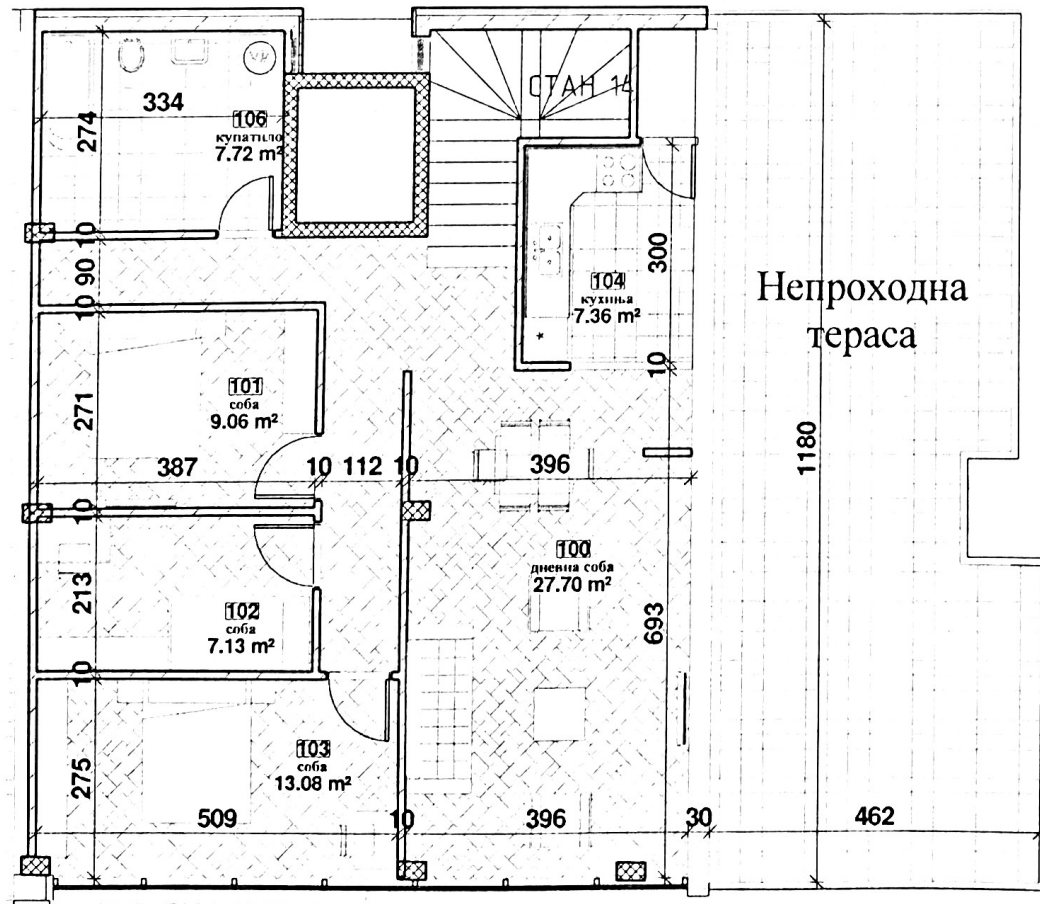 СТАН 14
334
106
купатило
7.72 m²
274
10
90
10
300
104
кухиња
7.36 m²
Непроходна
тераса
10
101
соба
9.06 m²
271
387
10
112
10
396
1180
10
100
дневна соба
27.70 m²
213
102
соба
7.13 m²
693
10
103
соба
13.08 m²
275
509
10
396
30
462